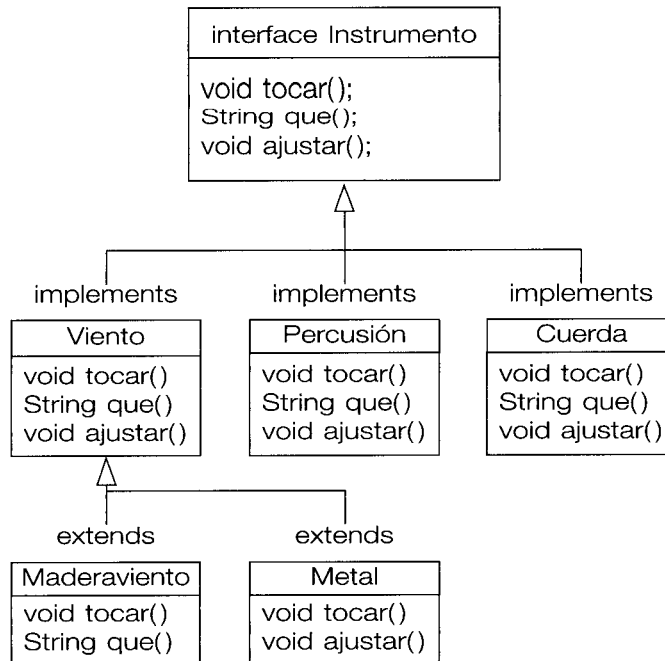 interface Instrumento
void tocar();
String que();
void ajustar();
implements
implements
implements
Viento
void tocar()
String que()
void ajustar()
Percusión
void tocar()
String que()
void ajustar()
Cuerda
void tocar()
String que()
void ajustar()
extends
extends
Maderaviento
void tocar()
String que()
Metal
void tocar()
void ajustar()